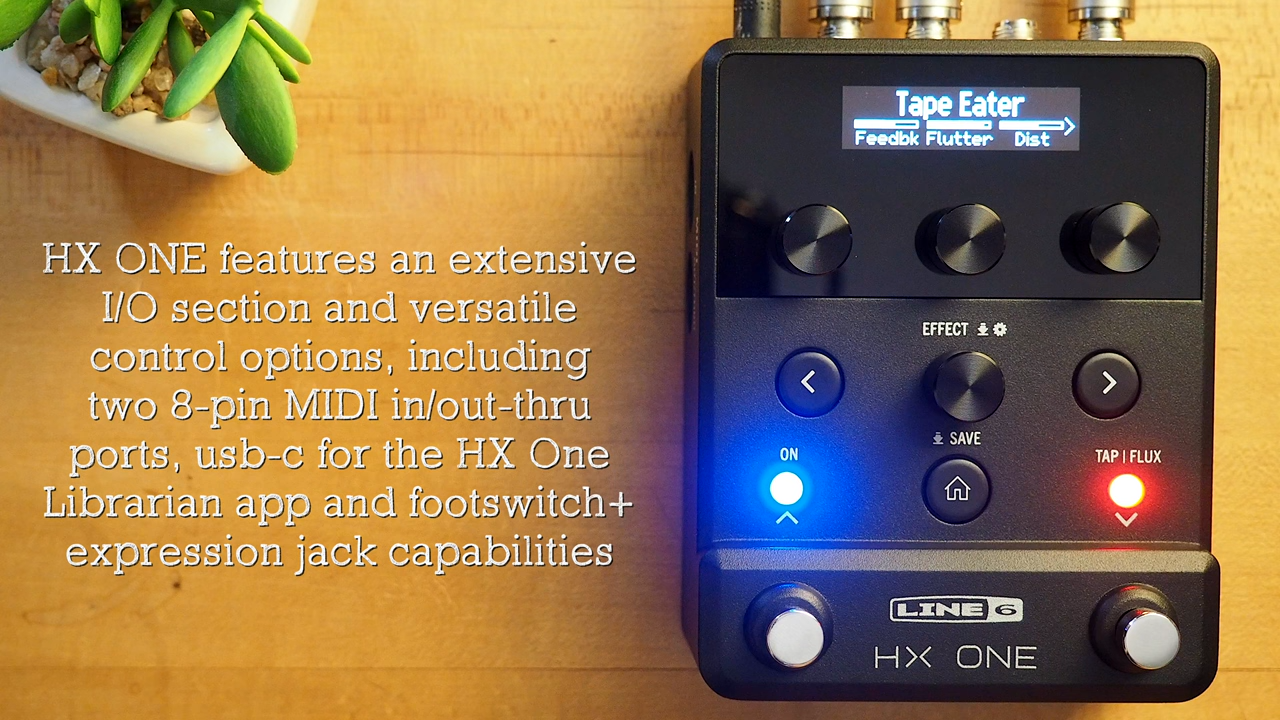 HX ONE features an extensive
I/O section and versatile
control options, including
two 8-pin MIDI in/out-thru
ports, usb-c for the HX One
Librarian app and footswitch+
expression jack capabilities
Tape Eater
Feedbk Flutter Dist
EFFECT
SAVE
ON
TAP | FLUX
LINE 6
HX ONE